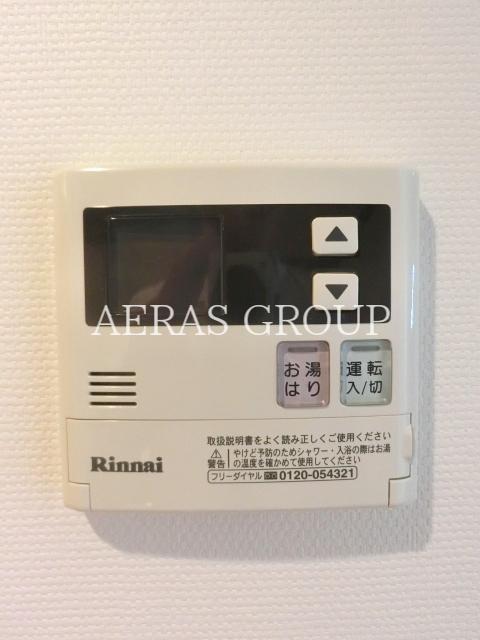 ▲
▼
AERAS GROUP
お湯
はり
運転
入/切
Rinnai
取扱説明書をよく読み正しくご使用ください
⚠ やけど予防のためシャワー・入浴の際はお湯
警告 の温度を確かめて使用してください
フリーダイヤル 0120-054321